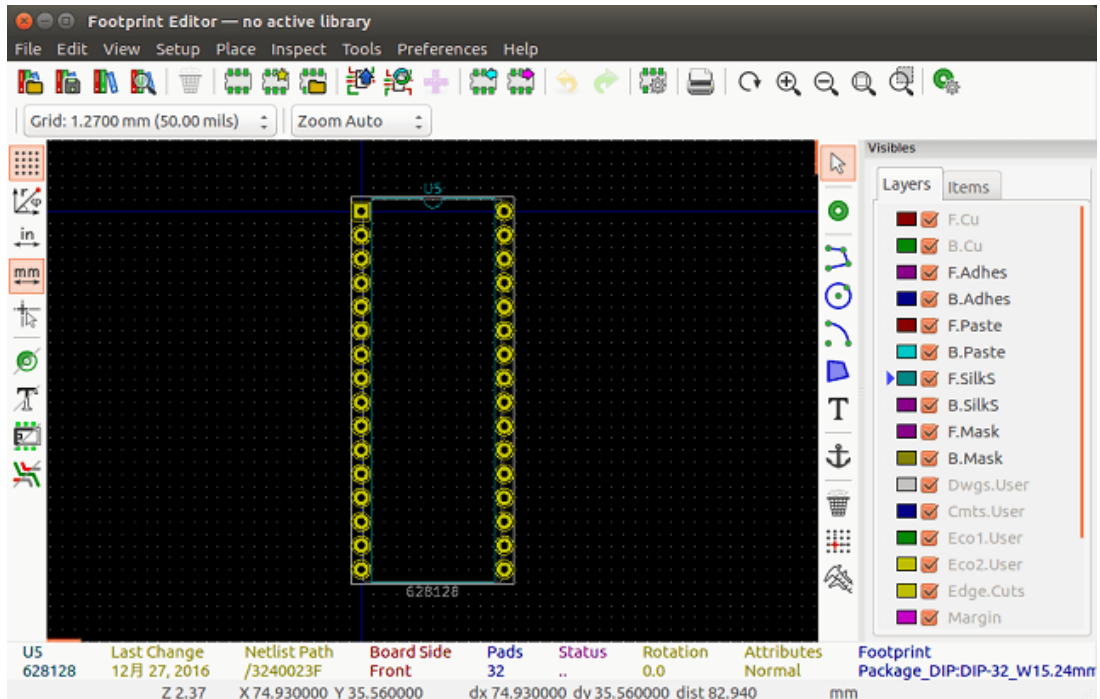 Footprint Editor — no active library
File Edit View Setup Place Inspect Tools Preferences Help
Grid: 1.2700 mm (50.00 mils) Zoom Auto
Visibles
Layers Items
in
mm
U5
F.Cu
B.Cu
F.Adhes
B.Adhes
F.Paste
B.Paste
F.SilkS
B.SilkS
F.Mask
B.Mask
Dwgs.User
Cmts.User
Eco1.User
Eco2.User
Edge.Cuts
Margin
T
628128
U5 Last Change Netlist Path Board Side Pads Status Rotation Attributes Footprint
628128 12月 27, 2016 /3240023F Front 32 .. 0.0 Normal Package_DIP:DIP-32_W15.24mm
Z 2.37 X 74.930000 Y 35.560000 dx 74.930000 dy 35.560000 dist 82.940 mm